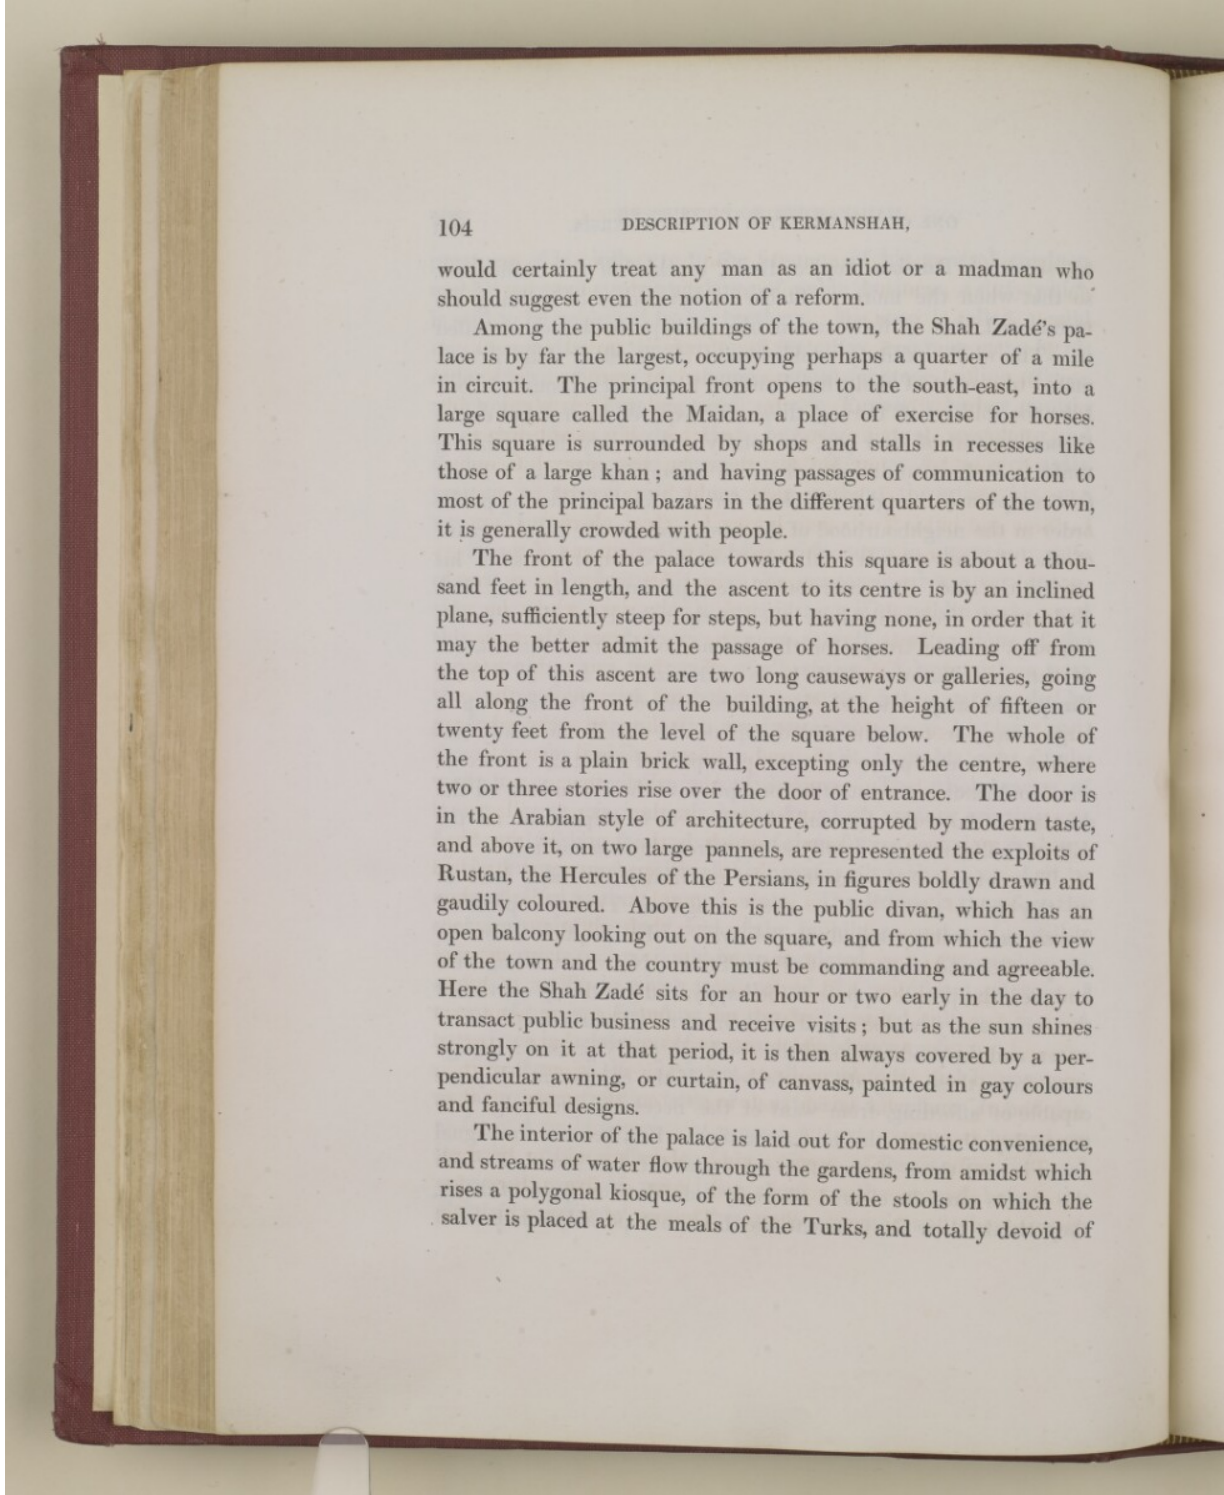 104
DESCRIPTION OF KERMANSHAH,
would certainly treat any man as an idiot or a madman who
should suggest even the notion of a reform.
Among the public buildings of the town, the Shah Zadé's pa-
lace is by far the largest, occupying perhaps a quarter of a mile
in circuit. The principal front opens to the south-east, into a
large square called the Maidan, a place of exercise for horses.
This square is surrounded by shops and stalls in recesses like
those of a large khan ; and having passages of communication to
most of the principal bazars in the different quarters of the town,
it is generally crowded with people.
The front of the palace towards this square is about a thou-
sand feet in length, and the ascent to its centre is by an inclined
plane, sufficiently steep for steps, but having none, in order that it
may the better admit the passage of horses. Leading off from
the top of this ascent are two long causeways or galleries, going
all along the front of the building, at the height of fifteen or
twenty feet from the level of the square below. The whole of
the front is a plain brick wall, excepting only the centre, where
two or three stories rise over the door of entrance. The door is
in the Arabian style of architecture, corrupted by modern taste,
and above it, on two large pannels, are represented the exploits of
Rustan, the Hercules of the Persians, in figures boldly drawn and
gaudily coloured. Above this is the public divan, which has an
open balcony looking out on the square, and from which the view
of the town and the country must be commanding and agreeable.
Here the Shah Zadé sits for an hour or two early in the day to
transact public business and receive visits ; but as the sun shines
strongly on it at that period, it is then always covered by a per-
pendicular awning, or curtain, of canvass, painted in gay colours
and fanciful designs.
The interior of the palace is laid out for domestic convenience,
and streams of water flow through the gardens, from amidst which
rises a polygonal kiosque, of the form of the stools on which the
salver is placed at the meals of the Turks, and totally devoid of